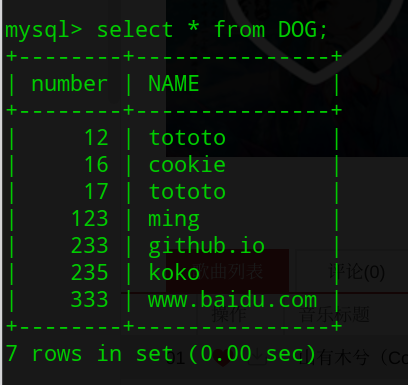 mysql> select * from DOG;
+--------+---------------+
| number | NAME          |
+--------+---------------+
|     12 | tototo        |
|     16 | cookie        |
|     17 | tototo        |
|    123 | ming          |
|    233 | github.io     |
|    235 | koko          |
|    333 | www.baidu.com |
+--------+---------------+
7 rows in set (0.00 sec)
歌曲列表 评论(0)
操作 音乐标题
01 有木兮 (Co